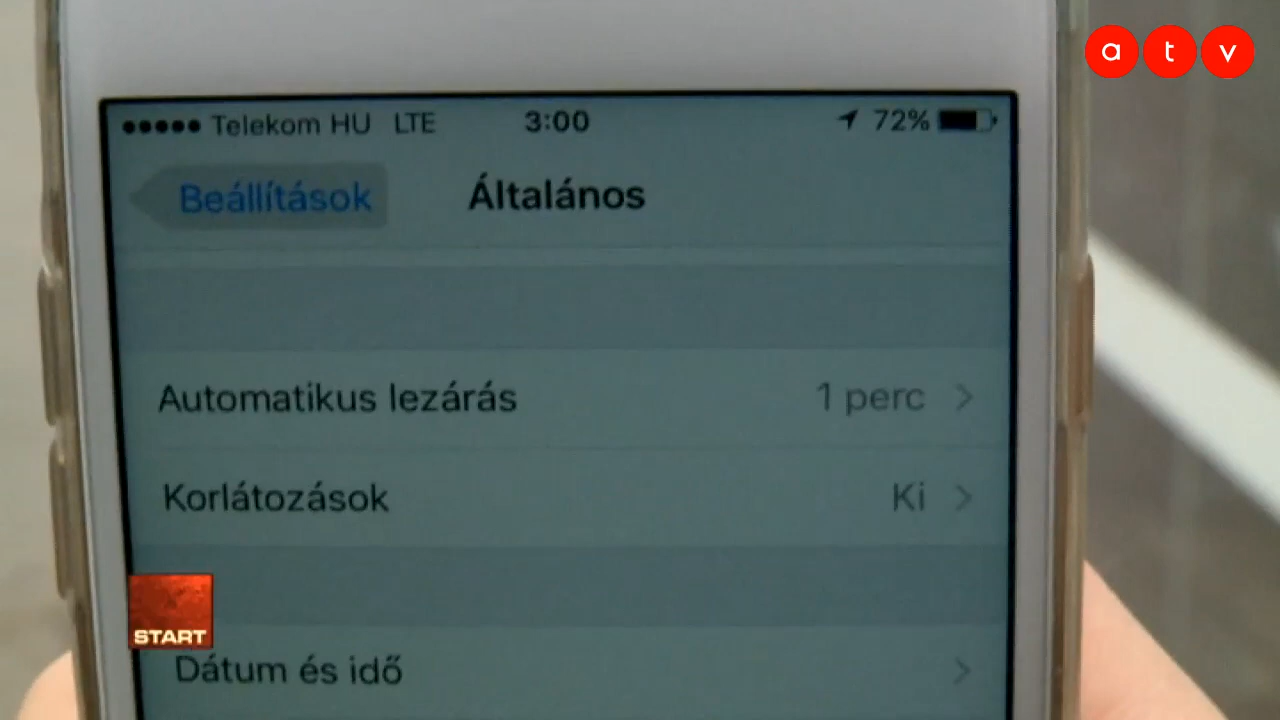 a t v
Telekom HU LTE 3:00 72%
Beállítások Általános
Automatikus lezárás 1 perc
Korlátozások Ki
START
Dátum és idő